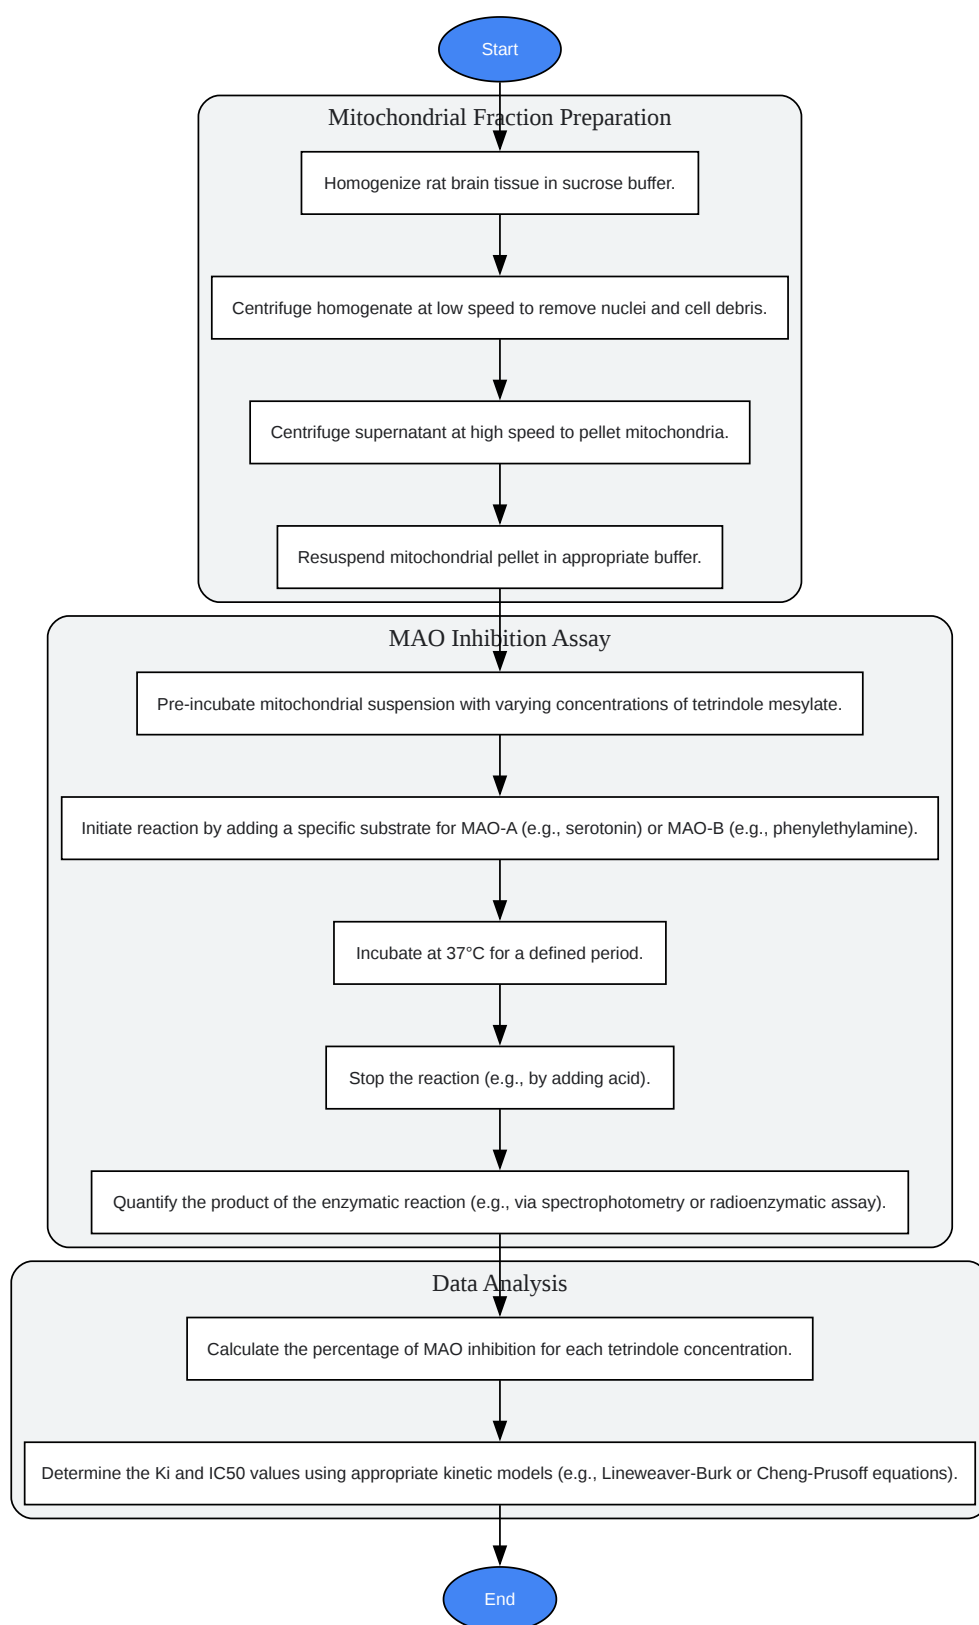 Start
Mitochondrial Fraction Preparation
Homogenize rat brain tissue in sucrose buffer.
Centrifuge homogenate at low speed to remove nuclei and cell debris.
Centrifuge supernatant at high speed to pellet mitochondria.
Resuspend mitochondrial pellet in appropriate buffer.
MAO Inhibition Assay
Pre-incubate mitochondrial suspension with varying concentrations of tetrindole mesylate.
Initiate reaction by adding a specific substrate for MAO-A (e.g., serotonin) or MAO-B (e.g., phenylethylamine).
Incubate at 37°C for a defined period.
Stop the reaction (e.g., by adding acid).
Quantify the product of the enzymatic reaction (e.g., via spectrophotometry or radioenzymatic assay).
Data Analysis
Calculate the percentage of MAO inhibition for each tetrindole concentration.
Determine the Ki and IC50 values using appropriate kinetic models (e.g., Lineweaver-Burk or Cheng-Prusoff equations).
End